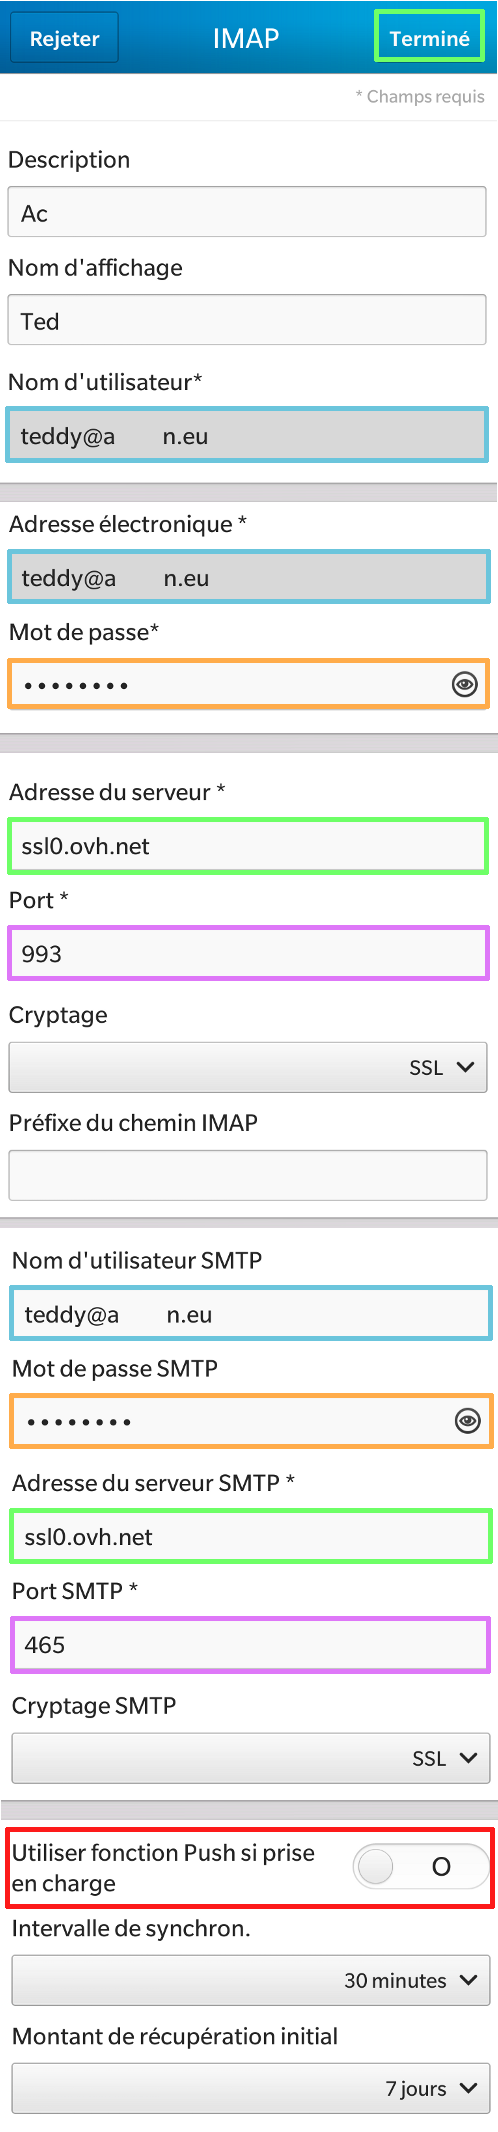 Rejeter IMAP Terminé
* Champs requis
Description
Ac
Nom d'affichage
Ted
Nom d'utilisateur*
teddy@a n.eu
Adresse électronique *
teddy@a n.eu
Mot de passe*
••••••••
Adresse du serveur *
ssl0.ovh.net
Port *
993
Cryptage
SSL
Préfixe du chemin IMAP
Nom d'utilisateur SMTP
teddy@a n.eu
Mot de passe SMTP
••••••••
Adresse du serveur SMTP *
ssl0.ovh.net
Port SMTP *
465
Cryptage SMTP
SSL
Utiliser fonction Push si prise
en charge O
Intervalle de synchron.
30 minutes
Montant de récupération initial
7 jours